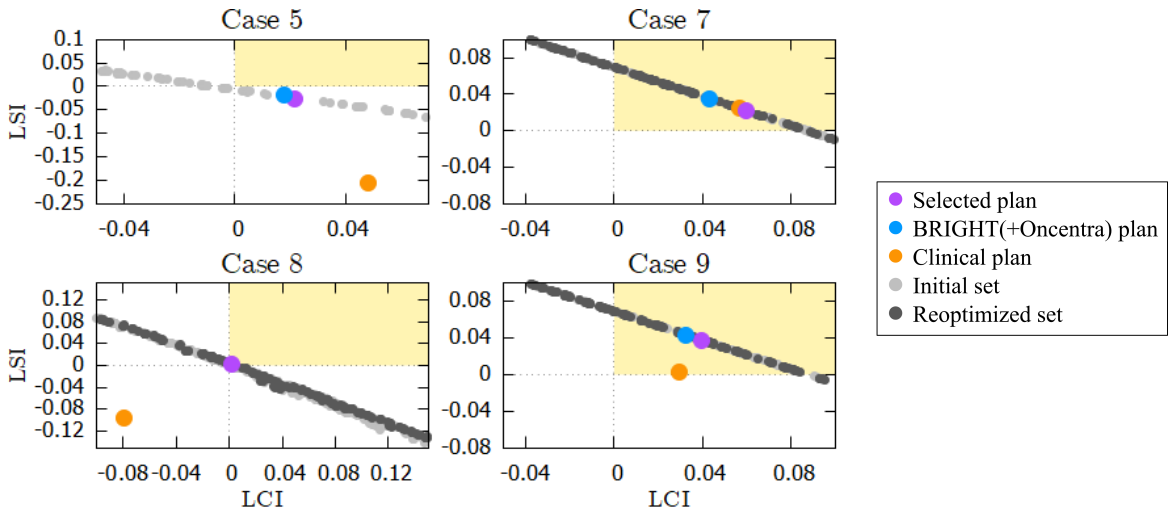 Case 5
Case 7
0.1
0.05
0
-0.05
-0.1
-0.15
-0.2
-0.25
LSI
-0.04 0 0.04
0.08
0.04
0
-0.04
-0.08
-0.04 0 0.04 0.08
Case 8
Case 9
0.12
0.08
0.04
0
-0.04
-0.08
-0.12
LSI
-0.08 -0.04 0 0.04 0.08 0.12
LCI
0.08
0.04
0
-0.04
-0.08
-0.04 0 0.04 0.08
LCI
Selected plan
BRIGHT(+Oncentra) plan
Clinical plan
Initial set
Reoptimized set